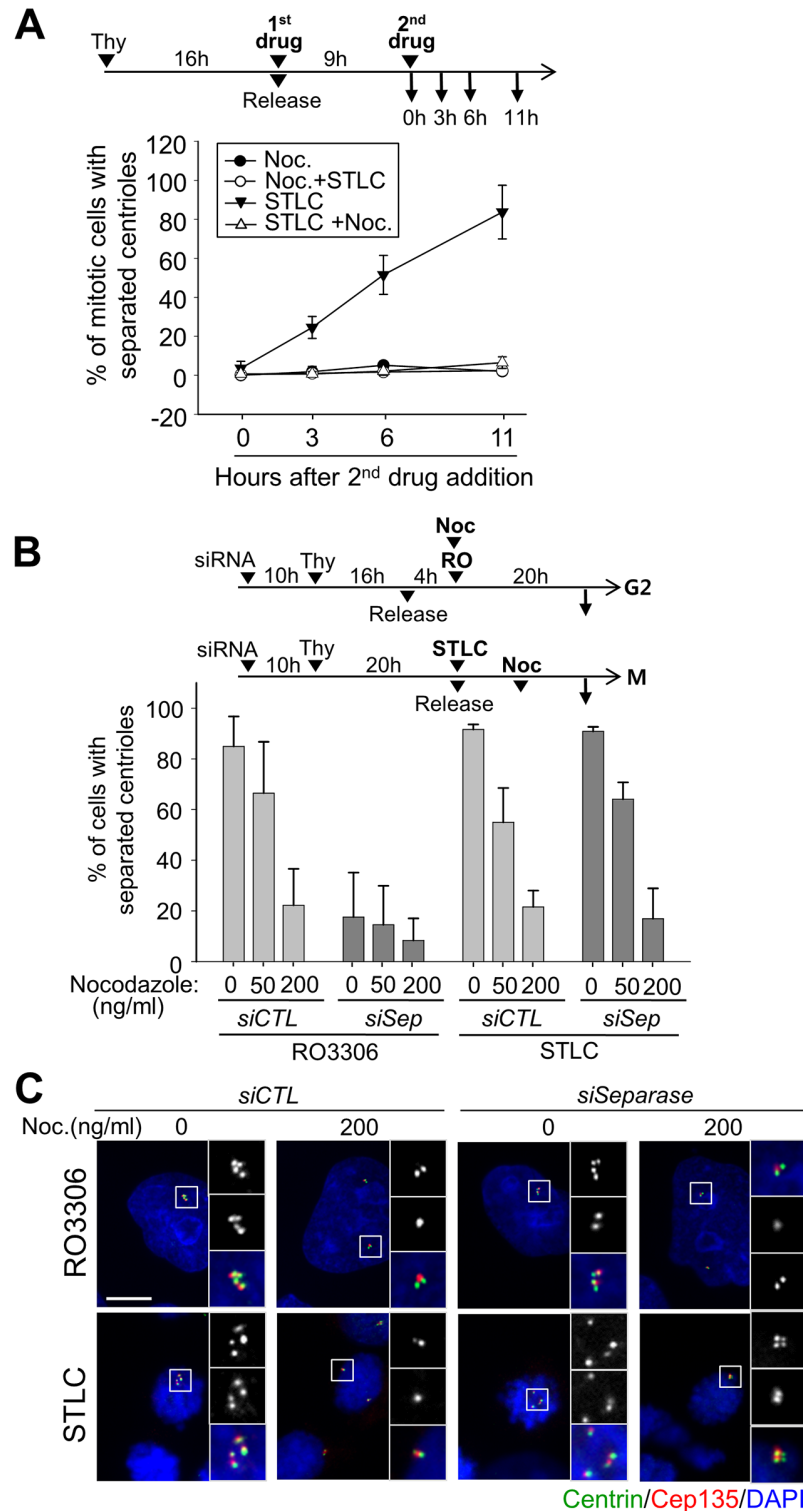 A
Thy 16h 1st drug 9h 2nd drug
Release
0h 3h 6h 11h
% of mitotic cells with separated centrioles
120
100
80
60
40
20
0
-20
Noc.
Noc.+STLC
STLC
STLC +Noc.
0 3 6 11
Hours after 2nd drug addition
B
Noc
siRNA 10h Thy 16h 4h RO 20h G2
Release
siRNA 10h Thy 20h STLC Noc M
Release
% of cells with separated centrioles
100
80
60
40
20
0
Nocodazole: (ng/ml) 0 50 200 0 50 200 0 50 200 0 50 200
siCTL siSep siCTL siSep
RO3306 STLC
C
siCTL siSeparase
Noc.(ng/ml) 0 200 0 200
RO3306
STLC
Centrin/Cep135/DAPI